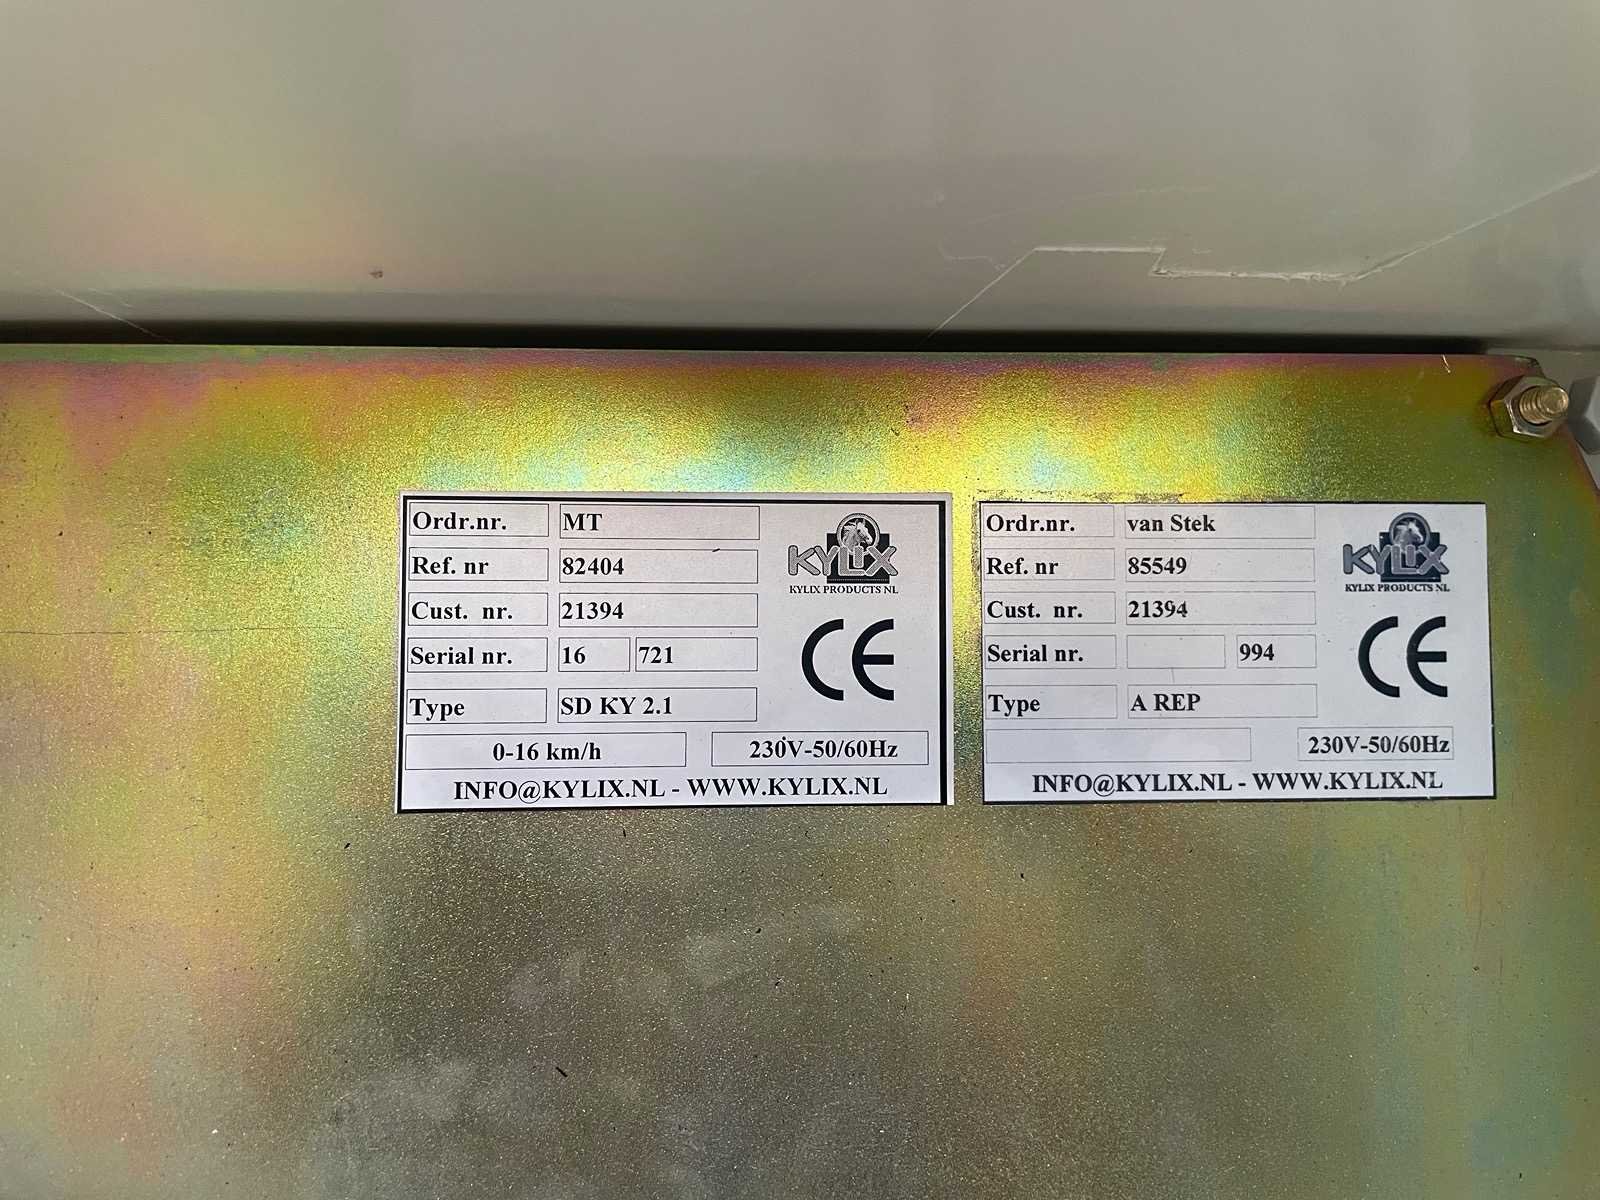 Ordr.nr. MT
KYLIX
Ref. nr 82404
KYLIX PRODUCTS NL
Cust. nr. 21394
Serial nr. 16 721
CE
Type SD KY 2.1
0-16 km/h 230V-50/60Hz
INFO@KYLIX.NL - WWW.KYLIX.NL
Ordr.nr. van Stek
KYLIX
Ref. nr 85549
KYLIX PRODUCTS NL
Cust. nr. 21394
Serial nr. 994
CE
Type A REP
230V-50/60Hz
INFO@KYLIX.NL - WWW.KYLIX.NL